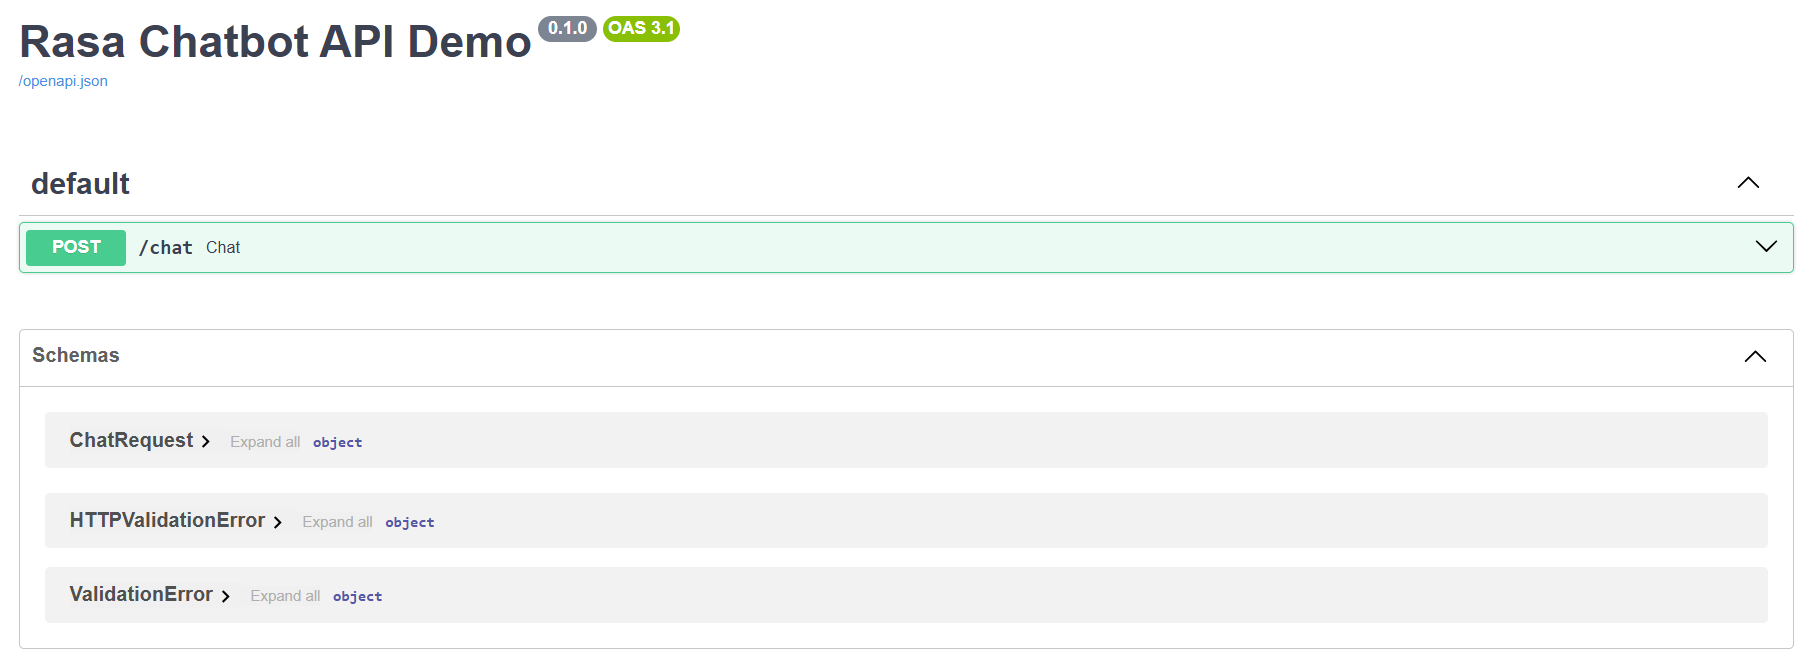 Rasa Chatbot API Demo 0.1.0 OAS 3.1
/openapi.json
default
POST /chat Chat
Schemas
ChatRequest Expand all object
HTTPValidationError Expand all object
ValidationError Expand all object